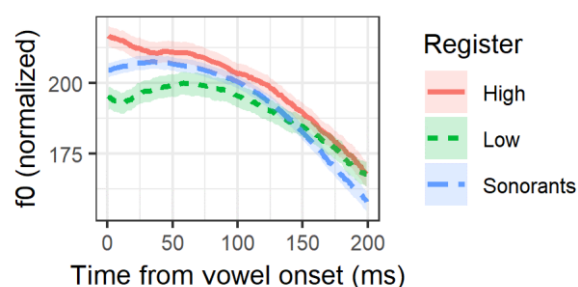 f0 (normalized)
200
175
0
50
100
150
200
Time from vowel onset (ms)
Register
High
Low
Sonorants